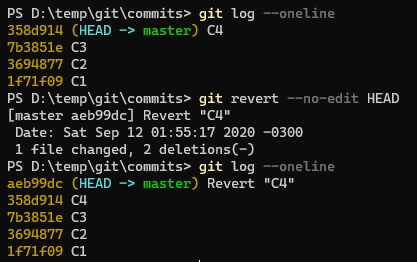 PS D:\temp\git\commits> git log --oneline
358d914 (HEAD -> master) C4
7b3851e C3
3694877 C2
1f71f09 C1
PS D:\temp\git\commits> git revert --no-edit HEAD
[master aeb99dc] Revert "C4"
 Date: Sat Sep 12 01:55:17 2020 -0300
 1 file changed, 2 deletions(-)
PS D:\temp\git\commits> git log --oneline
aeb99dc (HEAD -> master) Revert "C4"
358d914 C4
7b3851e C3
3694877 C2
1f71f09 C1